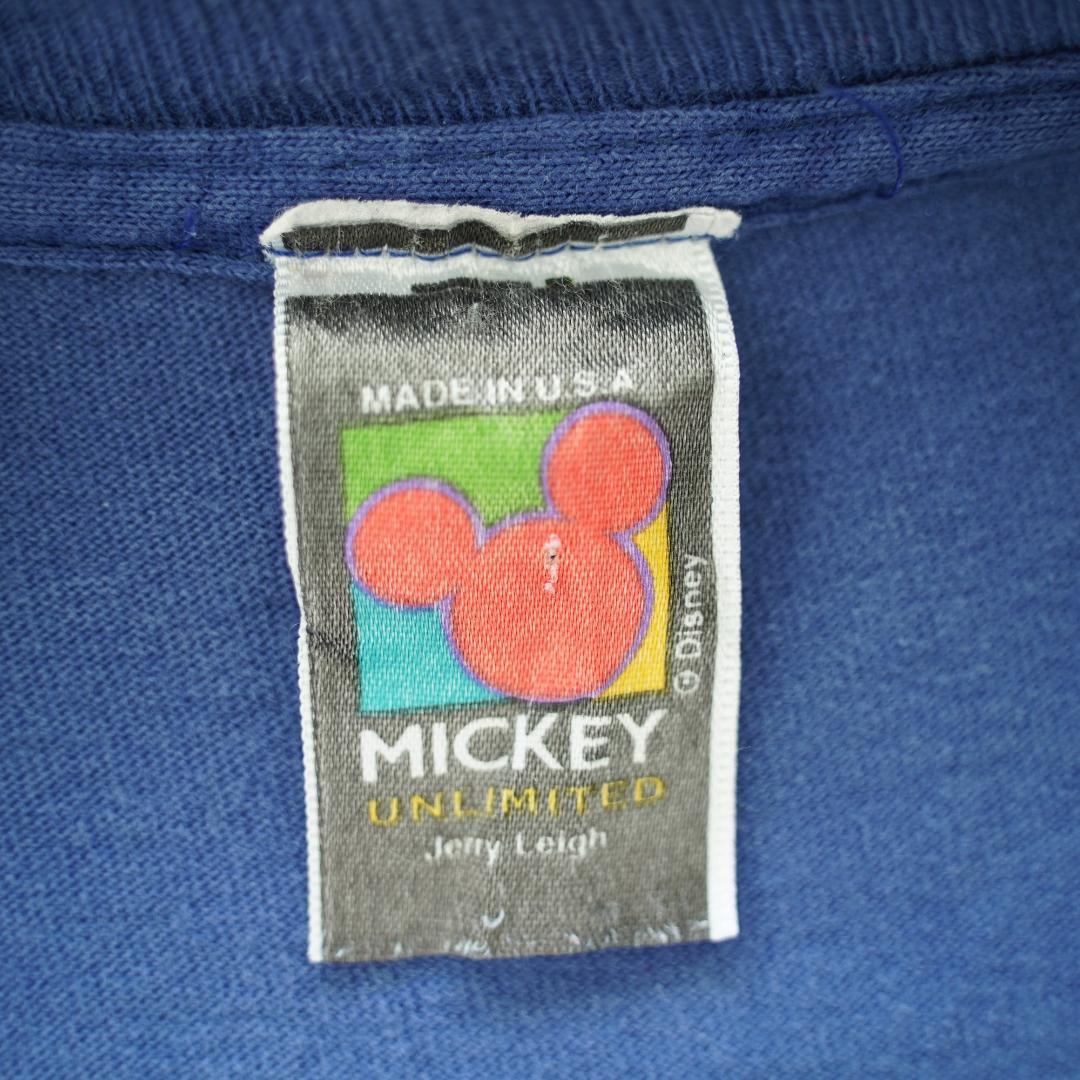 MADE IN U.S.A
© Disney
MICKEY
UNLIMITED
Jerry Leigh